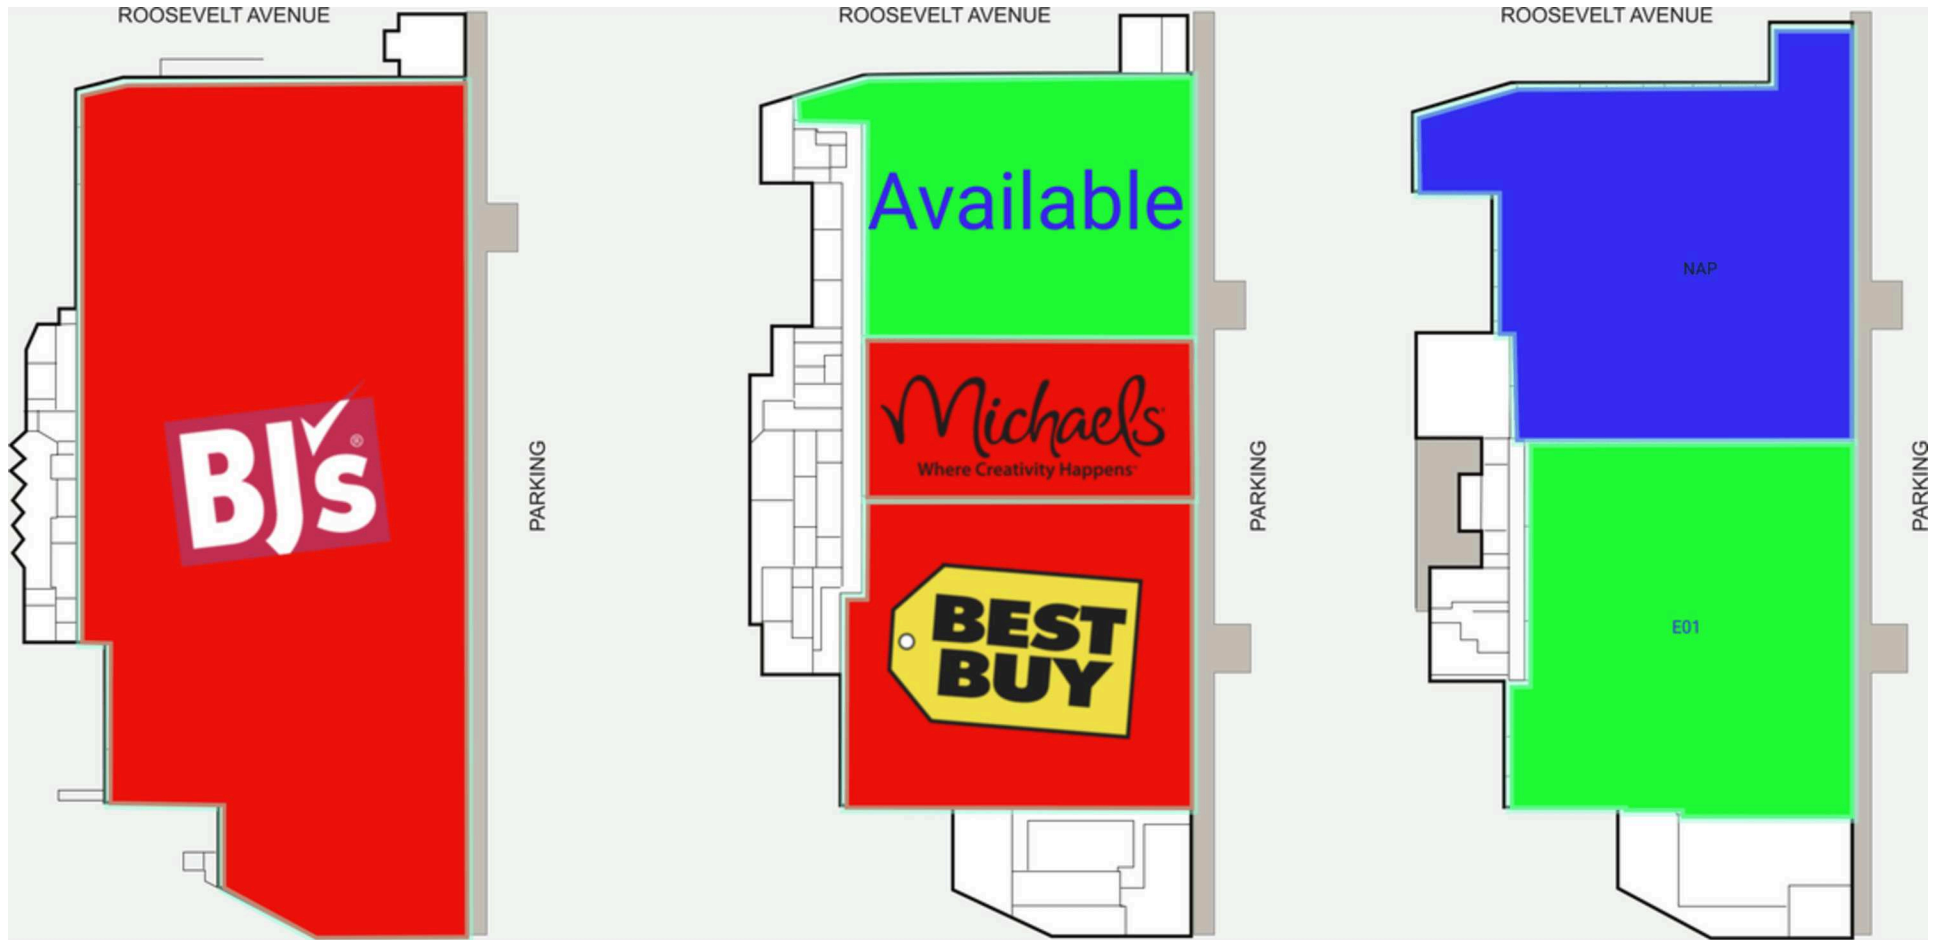 ROOSEVELT AVENUE
BJ's®
PARKING
ROOSEVELT AVENUE
Available
Michaels
Where Creativity Happens
BEST
BUY
PARKING
ROOSEVELT AVENUE
NAP
E01
PARKING